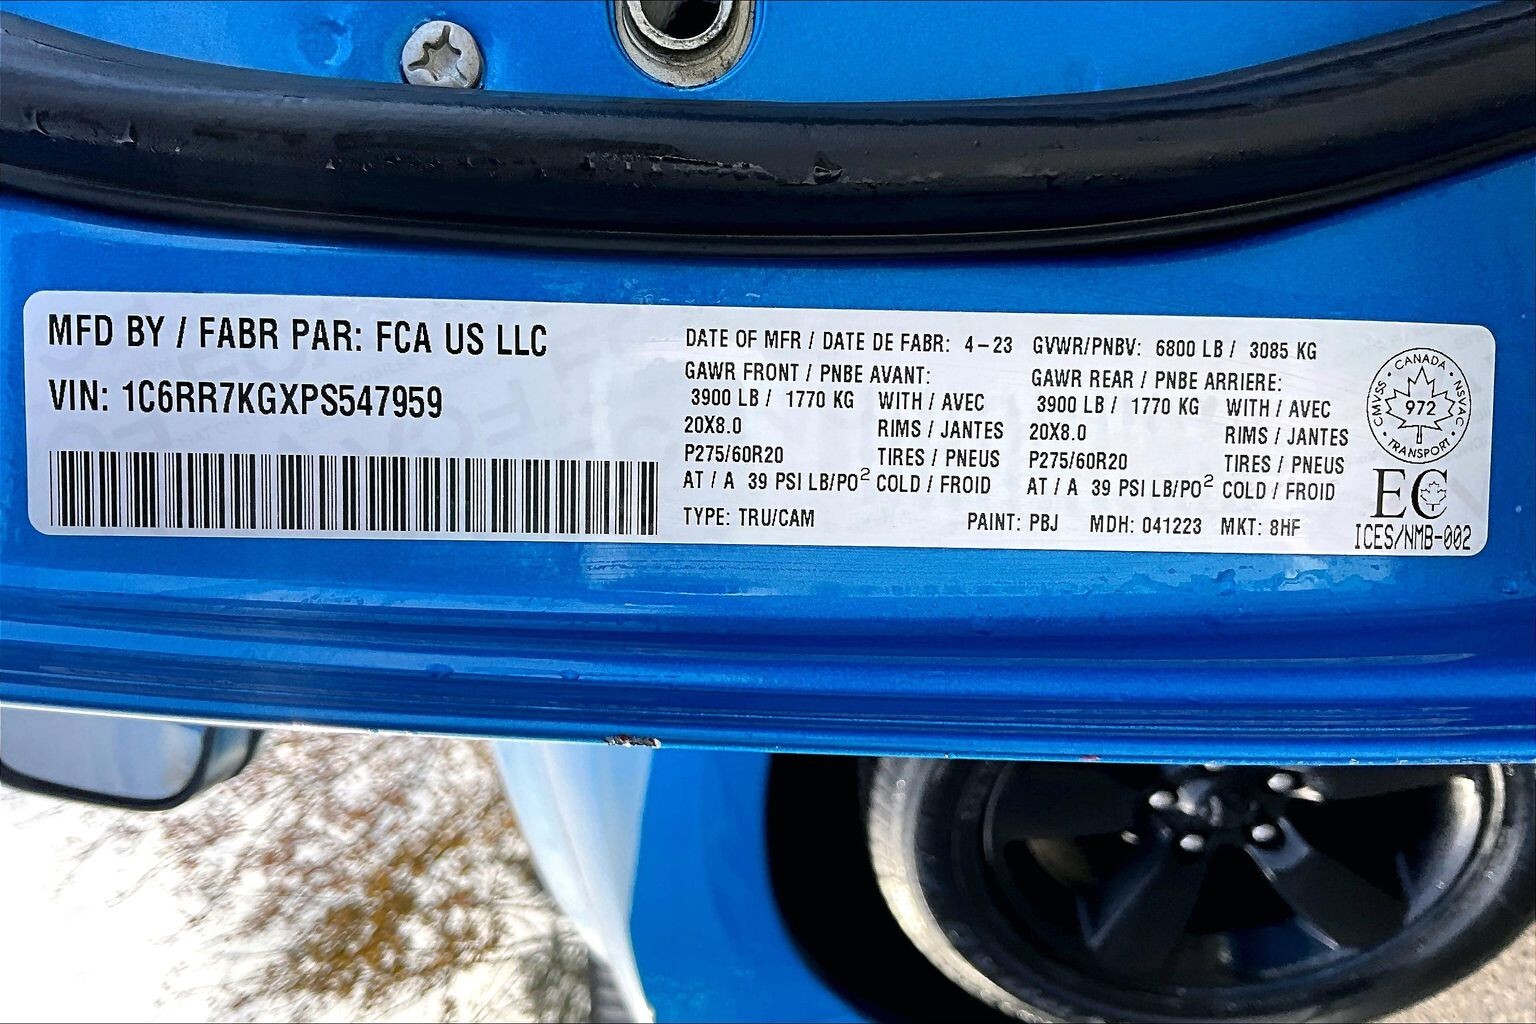 MFD BY / FABR PAR: FCA US LLC
VIN: 1C6RR7KGXPS547959
DATE OF MFR / DATE DE FABR: 4-23 GVWR/PNBV: 6800 LB / 3085 KG
GAWR FRONT / PNBE AVANT:
3900 LB / 1770 KG WITH / AVEC
20X8.0 RIMS / JANTES
P275/60R20 TIRES / PNEUS
AT / A 39 PSI LB/PO² COLD / FROID
GAWR REAR / PNBE ARRIERE:
3900 LB / 1770 KG WITH / AVEC
20X8.0 RIMS / JANTES
P275/60R20 TIRES / PNEUS
AT / A 39 PSI LB/PO² COLD / FROID
TYPE: TRU/CAM PAINT: PBJ MDH: 041223 MKT: 8HF
CANADA
CMVSS · NSVAC
972
TRANSPORT
EC
ICES/NMB-002